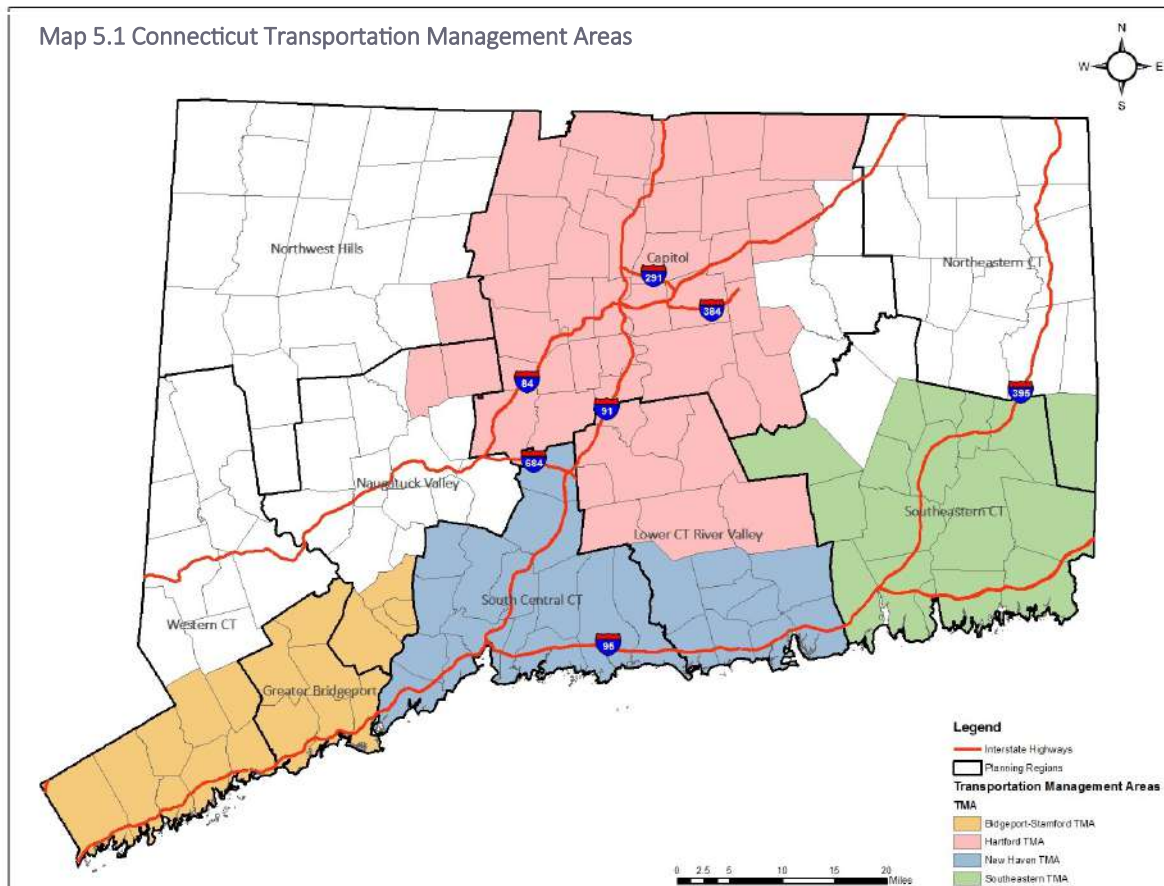 Map 5.1 Connecticut Transportation Management Areas
N
W E
S
Northwest Hills
Capitol
Northeastern CT
291
384
84
91
395
684
Naugatuck Valley
Lower CT River Valley
Southeastern CT
South Central CT
Western CT
95
Greater Bridgeport
Legend
Interstate Highways
Planning Regions
Transportation Management Areas
TMA
Bridgeport-Stamford TMA
Hartford TMA
New Haven TMA
Southeastern TMA
0 2.5 5 10 15 20
Miles